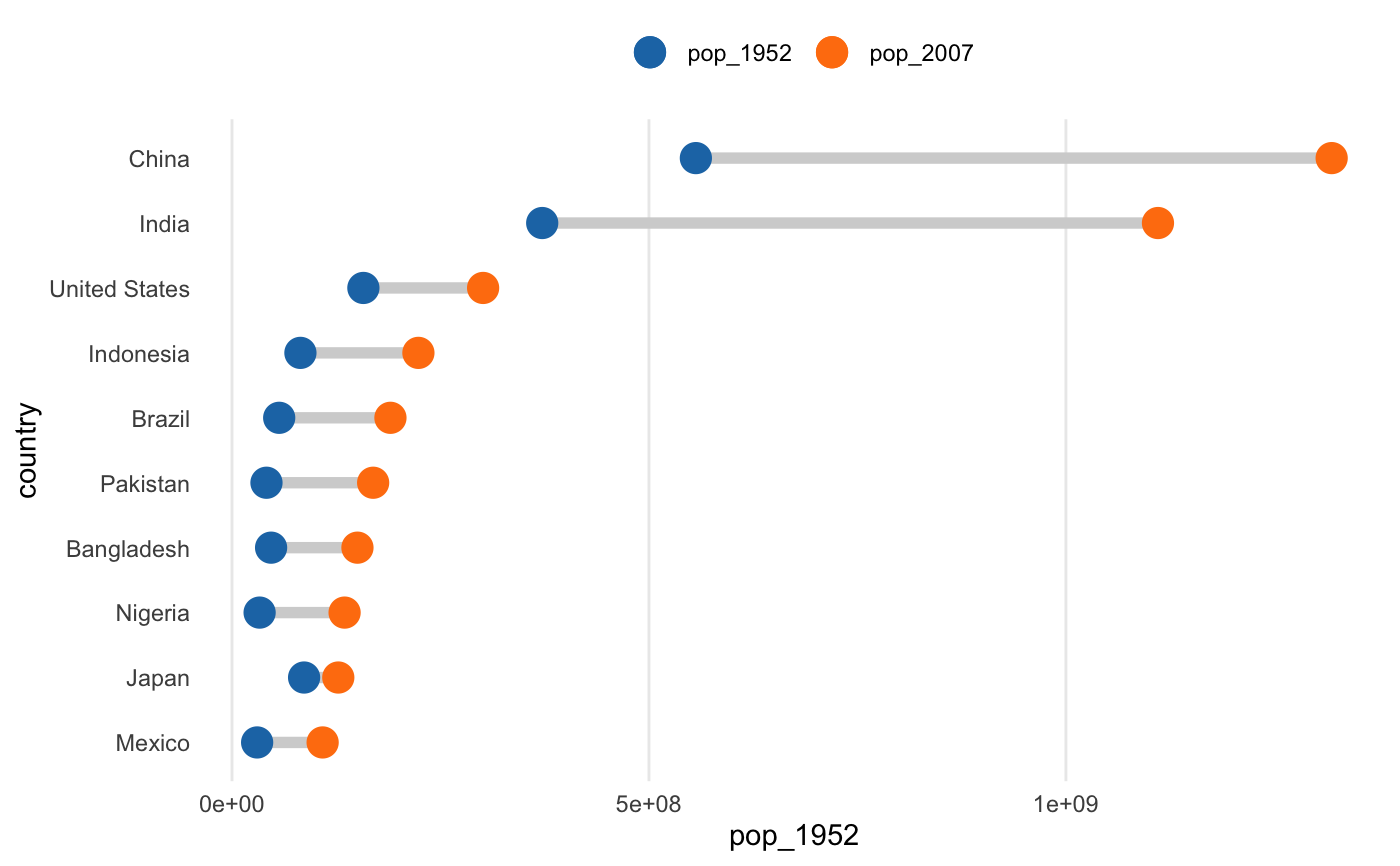 pop_1952 pop_2007
China
India
United States
Indonesia
Brazil
Pakistan
Bangladesh
Nigeria
Japan
Mexico
country
0e+00 5e+08 1e+09
pop_1952